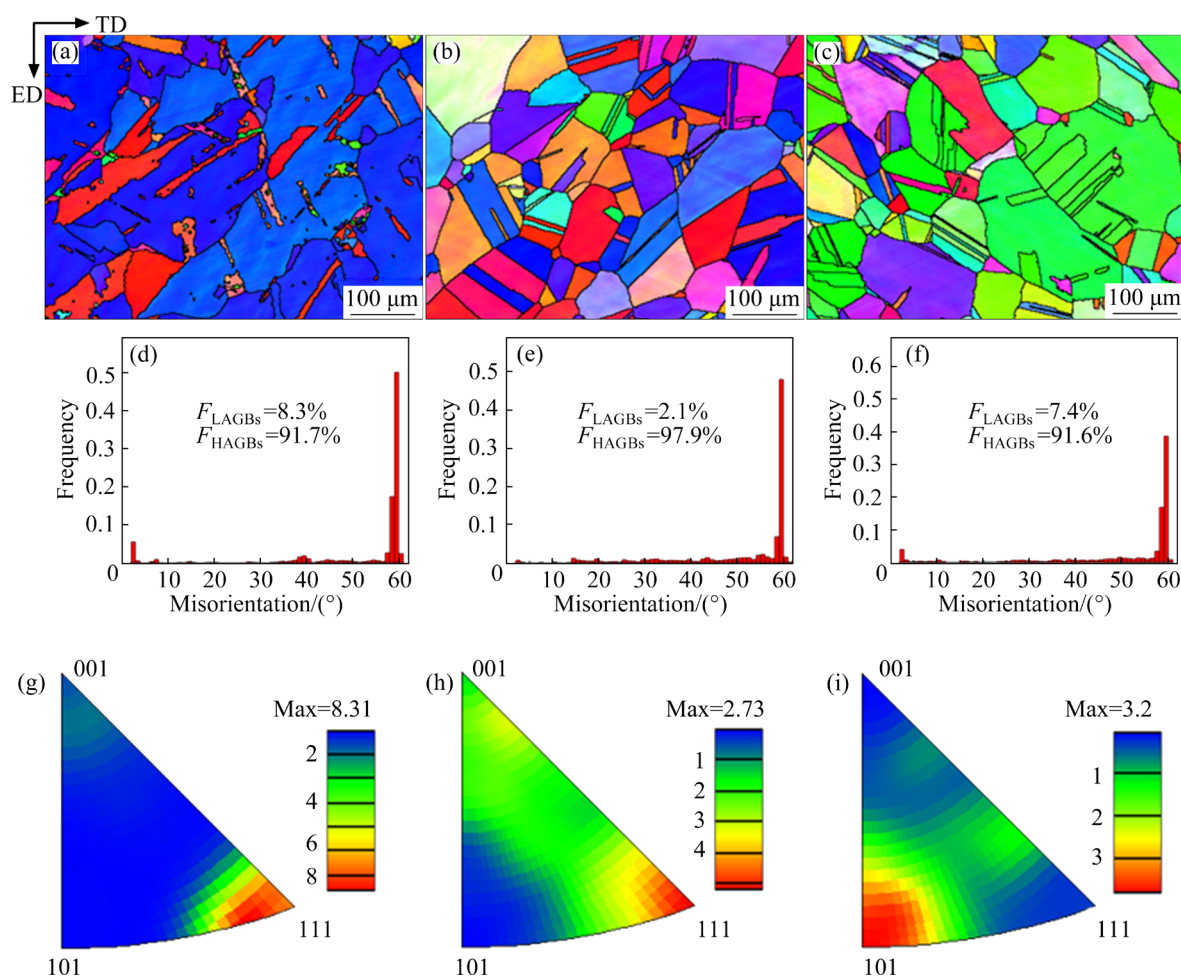 TD
ED
(a)
(b)
(c)
100 μm
100 μm
100 μm
(d)
(e)
(f)
Frequency
0.5
0.4
0.3
0.2
0.1
0
F_LAGBs=8.3%
F_HAGBs=91.7%
10 20 30 40 50 60
Misorientation/(°)
Frequency
0.5
0.4
0.3
0.2
0.1
0
F_LAGBs=2.1%
F_HAGBs=97.9%
10 20 30 40 50 60
Misorientation/(°)
Frequency
0.6
0.5
0.4
0.3
0.2
0.1
0
F_LAGBs=7.4%
F_HAGBs=91.6%
10 20 30 40 50 60
Misorientation/(°)
(g)
001
Max=8.31
2
4
6
8
111
101
(h)
001
Max=2.73
1
2
3
4
111
101
(i)
001
Max=3.2
1
2
3
111
101